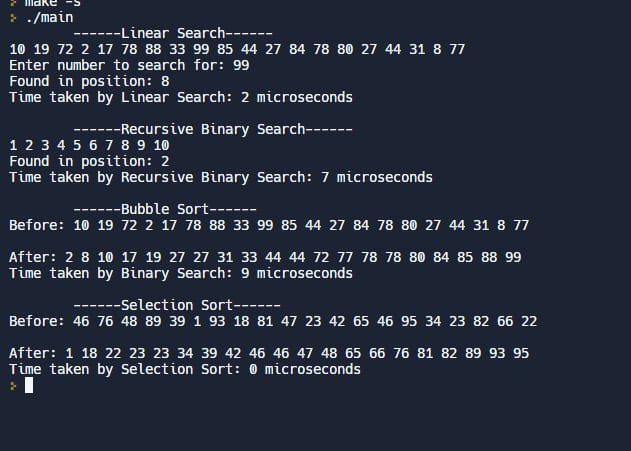 make -s
./main
------Linear Search------
10 19 72 2 17 78 88 33 99 85 44 27 84 78 80 27 44 31 8 77
Enter number to search for: 99
Found in position: 8
Time taken by Linear Search: 2 microseconds
------Recursive Binary Search------
1 2 3 4 5 6 7 8 9 10
Found in position: 2
Time taken by Recursive Binary Search: 7 microseconds
------Bubble Sort------
Before: 10 19 72 2 17 78 88 33 99 85 44 27 84 78 80 27 44 31 8 77
After: 2 8 10 17 19 27 27 31 33 44 44 72 77 78 78 80 84 85 88 99
Time taken by Binary Search: 9 microseconds
------Selection Sort------
Before: 46 76 48 89 39 1 93 18 81 47 23 42 65 46 95 34 23 82 66 22
After: 1 18 22 23 23 34 39 42 46 46 47 48 65 66 76 81 82 89 93 95
Time taken by Selection Sort: 0 microseconds